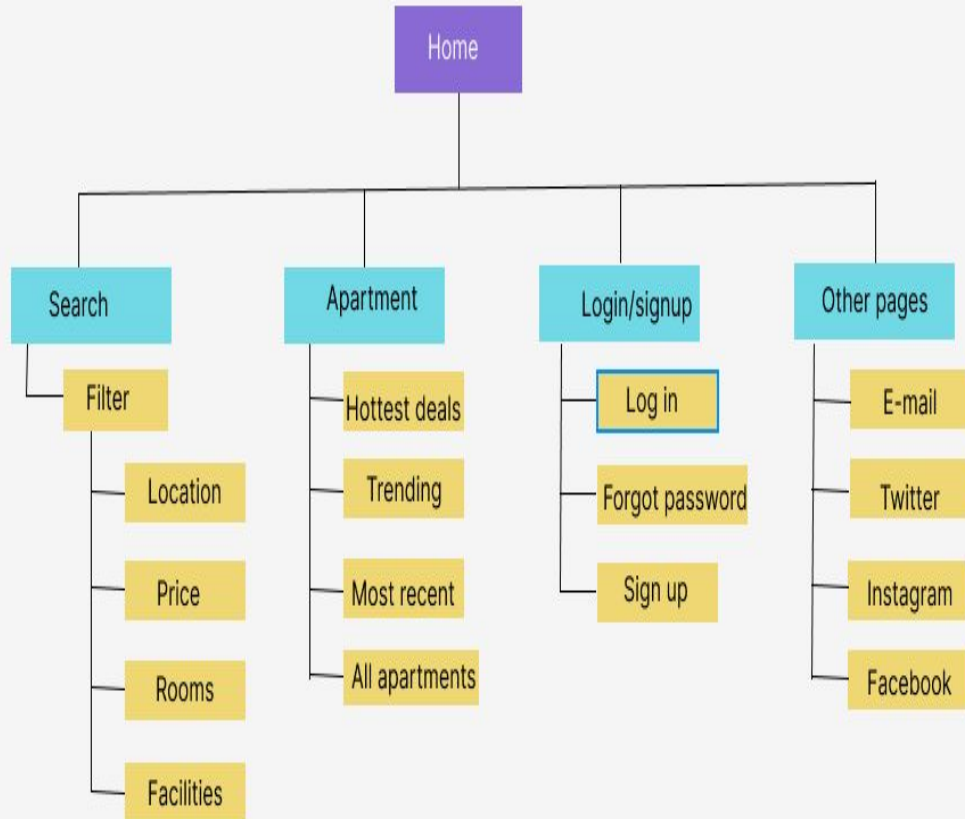 Home
Search
Apartment
Login/signup
Other pages
Filter
Location
Price
Rooms
Facilities
Hottest deals
Trending
Most recent
All apartments
Log in
Forgot password
Sign up
E-mail
Twitter
Instagram
Facebook